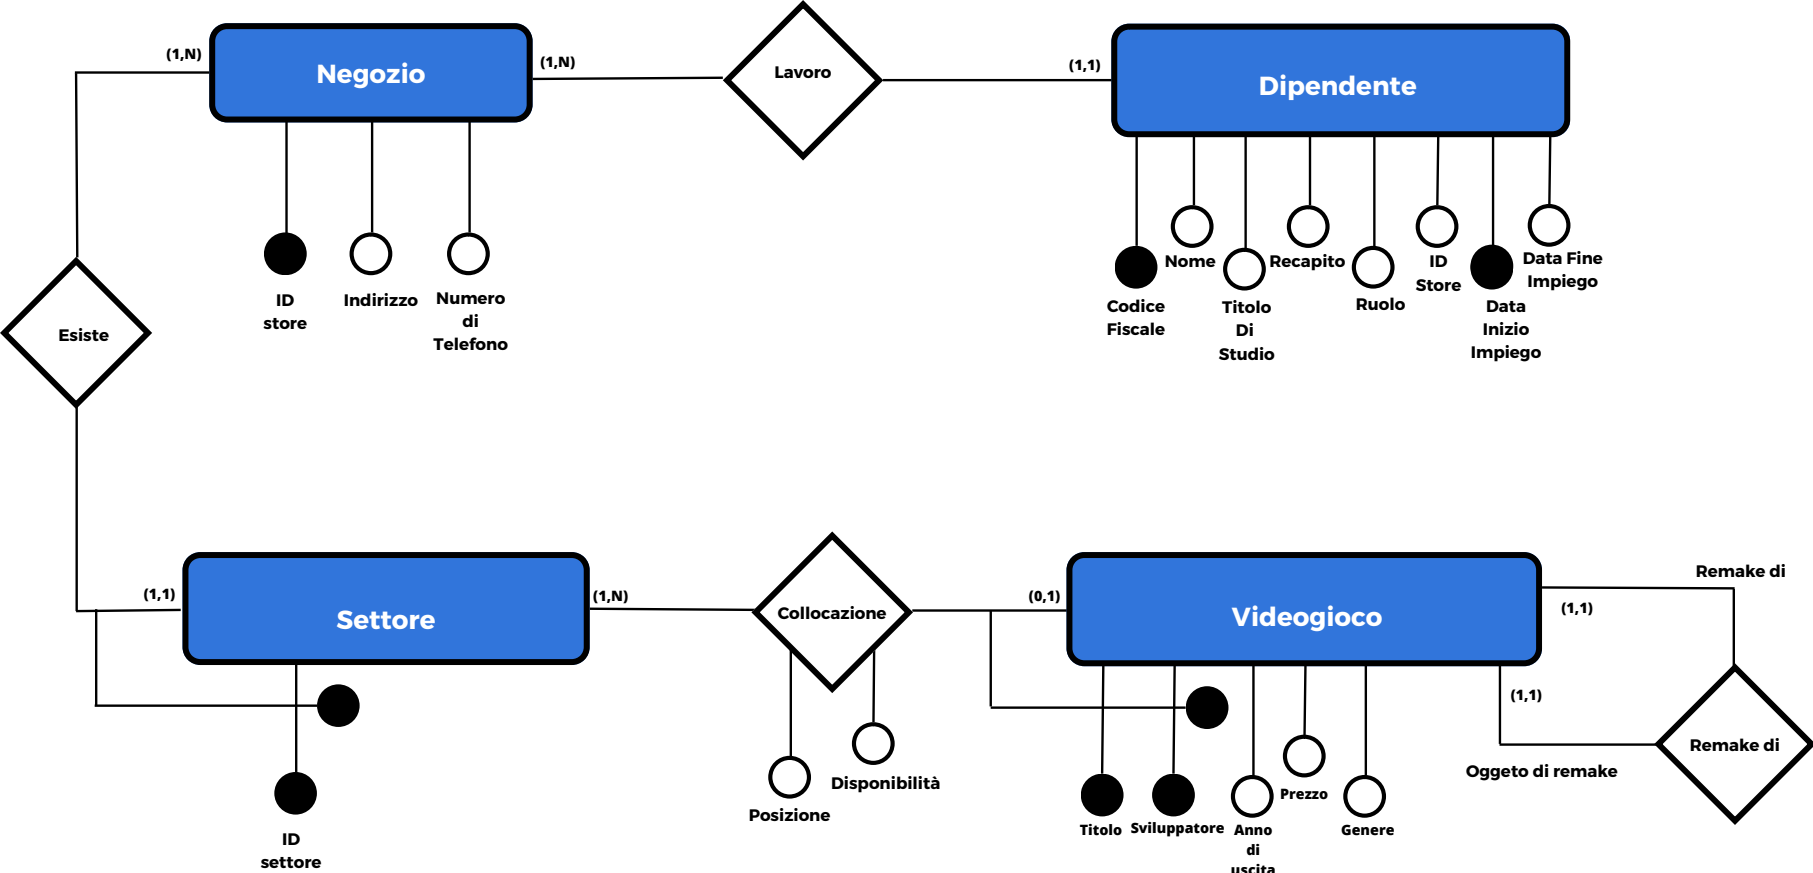 (1,N)
Negozio
(1,N)
Lavoro
(1,1)
Dipendente
ID
store
Indirizzo
Numero
di
Telefono
Codice
Fiscale
Nome
Titolo
Di
Studio
Recapito
Ruolo
ID
Store
Data
Inizio
Impiego
Data Fine
Impiego
Esiste
(1,1)
Settore
(1,N)
Collocazione
(0,1)
Videogioco
Remake di
(1,1)
(1,1)
Remake di
Oggeto di remake
Posizione
Disponibilità
Titolo
Sviluppatore
Anno
di
uscita
Prezzo
Genere
ID
settore